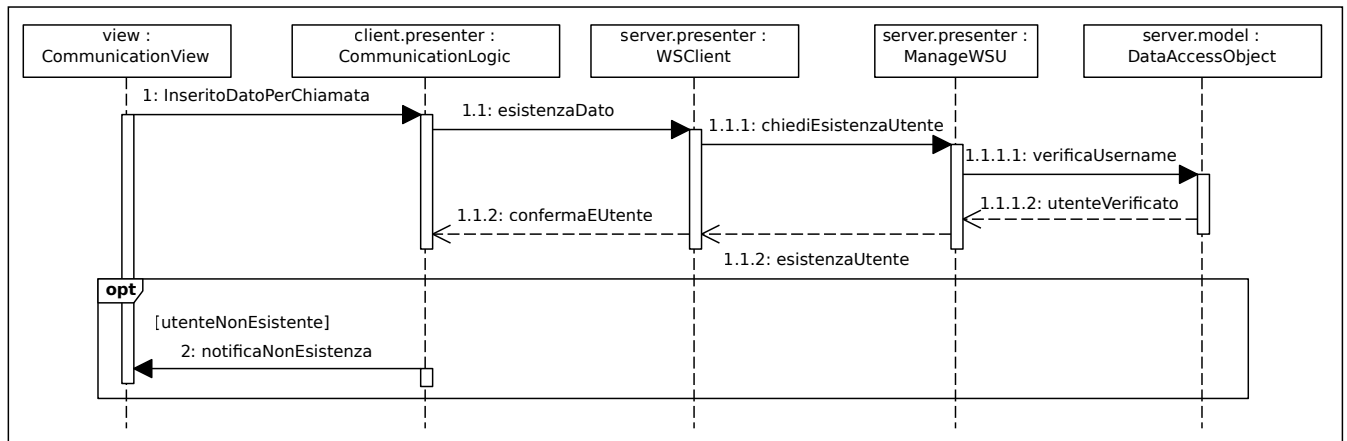 view :
CommunicationView
client.presenter :
CommunicationLogic
server.presenter :
WSClient
server.presenter :
ManageWSU
server.model :
DataAccessObject
1: InseritoDatoPerChiamata
1.1: esistenzaDato
1.1.1: chiediEsistenzaUtente
1.1.1.1: verificaUsername
1.1.1.2: utenteVerificato
1.1.2: confermaEUtente
1.1.2: esistenzaUtente
opt
[utenteNonEsistente]
2: notificaNonEsistenza